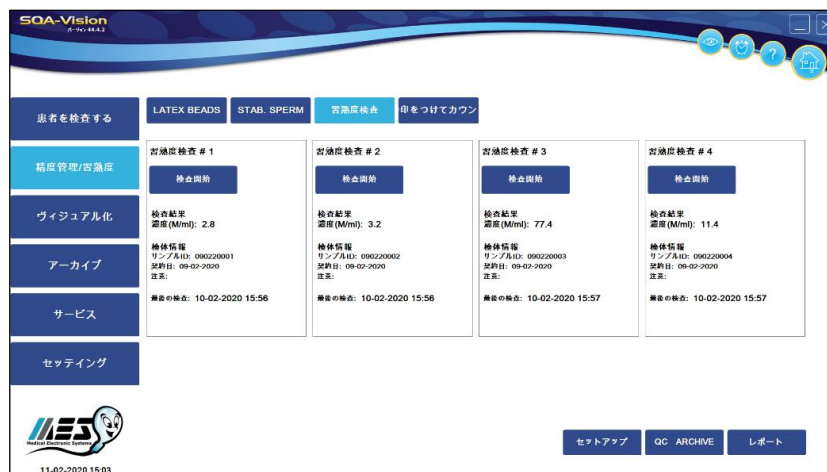 SQA-Vision
バージョン 44.4.2
?
患者を検査する
精度管理/習熟度
ヴィジュアル化
アーカイブ
サービス
セッテイング
LATEX BEADS
STAB. SPERM
習熟度検査
印をつけてカウン
習熟度検査 # 1
検査開始
検査結果
濃度(M/ml): 2.8
検体情報
サンプルID: 090220001
契約日: 09-02-2020
注意:
最後の検査: 10-02-2020 15:56
習熟度検査 # 2
検査開始
検査結果
濃度(M/ml): 3.2
検体情報
サンプルID: 090220002
契約日: 09-02-2020
注意:
最後の検査: 10-02-2020 15:56
習熟度検査 # 3
検査開始
検査結果
濃度(M/ml): 77.4
検体情報
サンプルID: 090220003
契約日: 09-02-2020
注意:
最後の検査: 10-02-2020 15:57
習熟度検査 # 4
検査開始
検査結果
濃度(M/ml): 11.4
検体情報
サンプルID: 090220004
契約日: 09-02-2020
注意:
最後の検査: 10-02-2020 15:57
セットアップ
QC ARCHIVE
レポート
MES
Medical Electronic Systems
11-02-2020 15:03